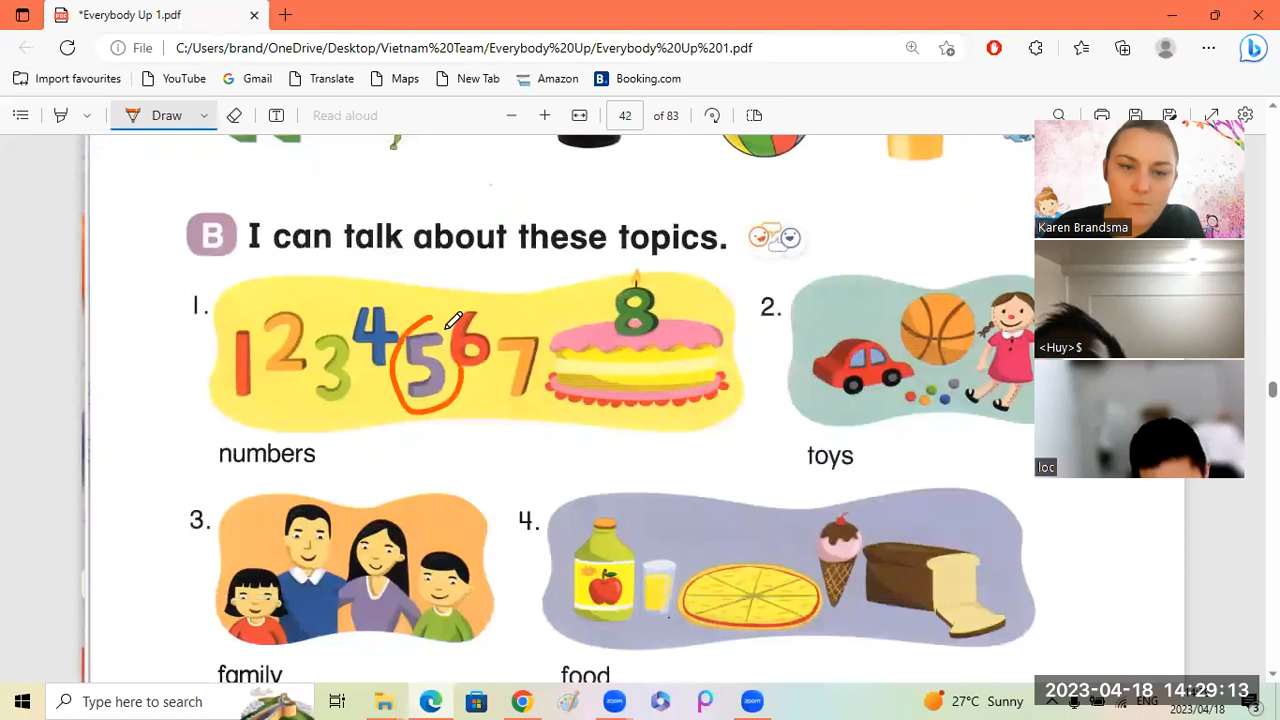 *Everybody Up 1.pdf
File
C:/Users/brand/OneDrive/Desktop/Vietnam%20Team/Everybody%20Up/Everybody%20Up%201.pdf
Import favourites
YouTube
Gmail
Translate
Maps
New Tab
Amazon
B.
Booking.com
Draw
Read aloud
42
of 83
B
I can talk about these topics.
1.
1 2 3 4 5 6 7
8
numbers
2.
toys
3.
family
4.
food
Karen Brandsma
<Huy>$
loc
Type here to search
zoom
zoom
27°C
Sunny
ENG
2023-04-18 14:29:13
2023/04/18
3